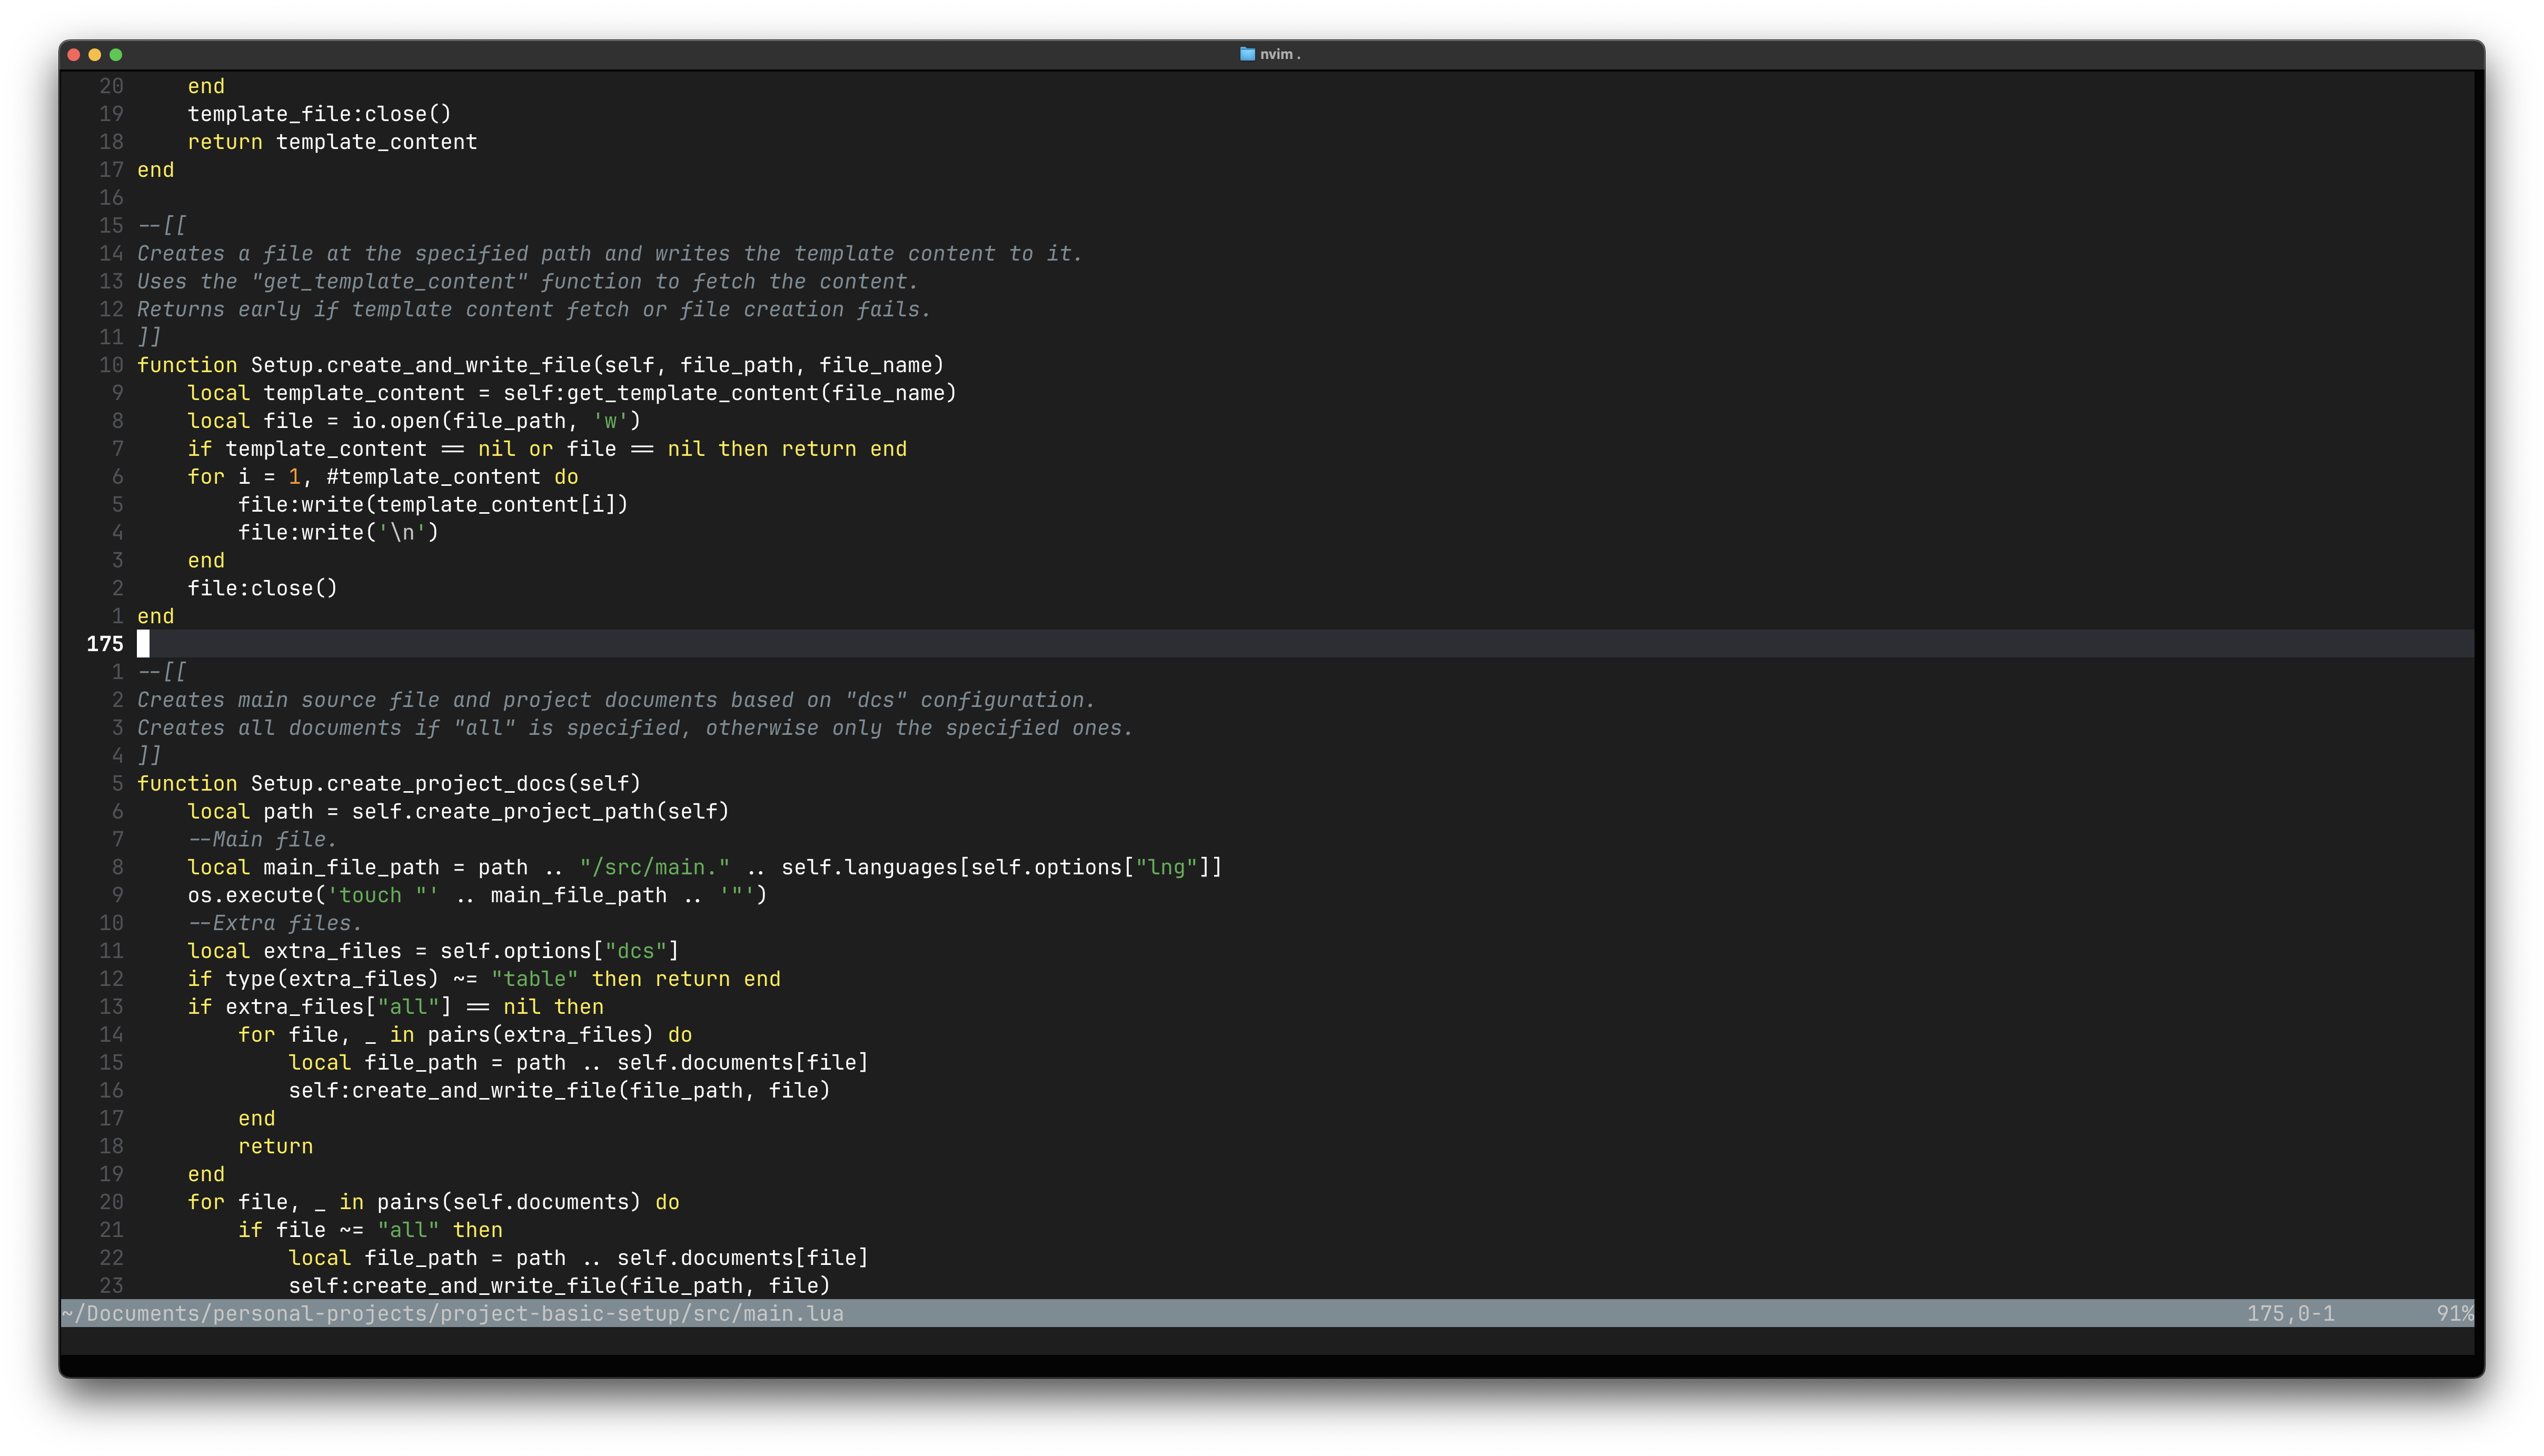 nvim .
20     end
19     template_file:close()
18     return template_content
17 end
16
15 --[[
14 Creates a file at the specified path and writes the template content to it.
13 Uses the "get_template_content" function to fetch the content.
12 Returns early if template content fetch or file creation fails.
11 ]]
10 function Setup.create_and_write_file(self, file_path, file_name)
9     local template_content = self:get_template_content(file_name)
8     local file = io.open(file_path, 'w')
7     if template_content == nil or file == nil then return end
6     for i = 1, #template_content do
5         file:write(template_content[i])
4         file:write('\n')
3     end
2     file:close()
1 end
175
1 --[[
2 Creates main source file and project documents based on "dcs" configuration.
3 Creates all documents if "all" is specified, otherwise only the specified ones.
4 ]]
5 function Setup.create_project_docs(self)
6     local path = self.create_project_path(self)
7     --Main file.
8     local main_file_path = path .. "/src/main." .. self.languages[self.options["lng"]]
9     os.execute('touch "' .. main_file_path .. '"')
10     --Extra files.
11     local extra_files = self.options["dcs"]
12     if type(extra_files) ~= "table" then return end
13     if extra_files["all"] == nil then
14         for file, _ in pairs(extra_files) do
15             local file_path = path .. self.documents[file]
16             self:create_and_write_file(file_path, file)
17         end
18         return
19     end
20     for file, _ in pairs(self.documents) do
21         if file ~= "all" then
22             local file_path = path .. self.documents[file]
23             self:create_and_write_file(file_path, file)
~/Documents/personal-projects/project-basic-setup/src/main.lua 175,0-1 91%